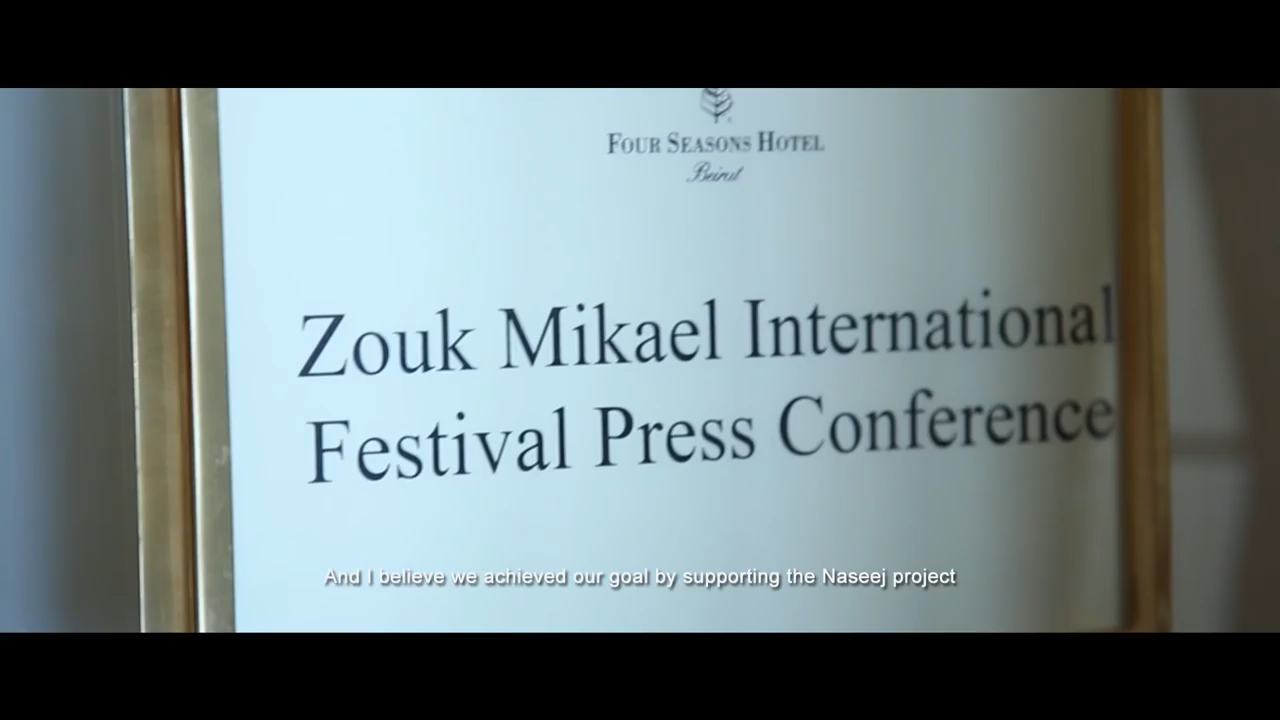 FOUR SEASONS HOTEL
Beirut
Zouk Mikael International
Festival Press Conference
And I believe we achieved our goal by supporting the Naseej project